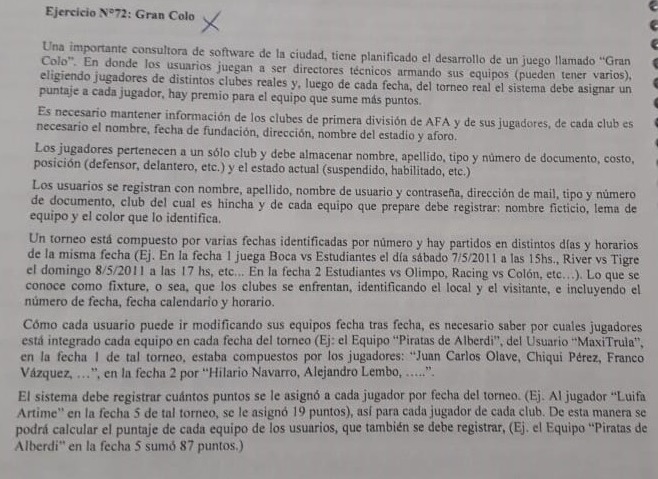 Ejercicio N°72: Gran Colo
Una importante consultora de software de la ciudad, tiene planificado el desarrollo de un juego llamado “Gran
Colo”. En donde los usuarios juegan a ser directores técnicos armando sus equipos (pueden tener varios),
eligiendo jugadores de distintos clubes reales y, luego de cada fecha, del torneo real el sistema debe asignar un
puntaje a cada jugador, hay premio para el equipo que sume más puntos.
Es necesario mantener información de los clubes de primera división de AFA y de sus jugadores, de cada club es
necesario el nombre, fecha de fundación, dirección, nombre del estadio y aforo.
Los jugadores pertenecen a un sólo club y debe almacenar nombre, apellido, tipo y número de documento, costo,
posición (defensor, delantero, etc.) y el estado actual (suspendido, habilitado, etc.)
Los usuarios se registran con nombre, apellido, nombre de usuario y contraseña, dirección de mail, tipo y número
de documento, club del cual es hincha y de cada equipo que prepare debe registrar: nombre ficticio, lema de
equipo y el color que lo identifica.
Un torneo está compuesto por varias fechas identificadas por número y hay partidos en distintos días y horarios
de la misma fecha (Ej. En la fecha 1 juega Boca vs Estudiantes el día sábado 7/5/2011 a las 15hs., River vs Tigre
el domingo 8/5/2011 a las 17 hs, etc... En la fecha 2 Estudiantes vs Olimpo, Racing vs Colón, etc...). Lo que se
conoce como fixture, o sea, que los clubes se enfrentan, identificando el local y el visitante, e incluyendo el
número de fecha, fecha calendario y horario.
Cómo cada usuario puede ir modificando sus equipos fecha tras fecha, es necesario saber por cuales jugadores
está integrado cada equipo en cada fecha del torneo (Ej: el Equipo “Piratas de Alberdi”, del Usuario “MaxiTrula”,
en la fecha 1 de tal torneo, estaba compuestos por los jugadores: “Juan Carlos Olave, Chiqui Pérez, Franco
Vázquez, ...”, en la fecha 2 por “Hilario Navarro, Alejandro Lembo, .....”.
El sistema debe registrar cuántos puntos se le asignó a cada jugador por fecha del torneo. (Ej. Al jugador “Luifa
Artime” en la fecha 5 de tal torneo, se le asignó 19 puntos), así para cada jugador de cada club. De esta manera se
podrá calcular el puntaje de cada equipo de los usuarios, que también se debe registrar, (Ej. el Equipo “Piratas de
Alberdi” en la fecha 5 sumó 87 puntos.)